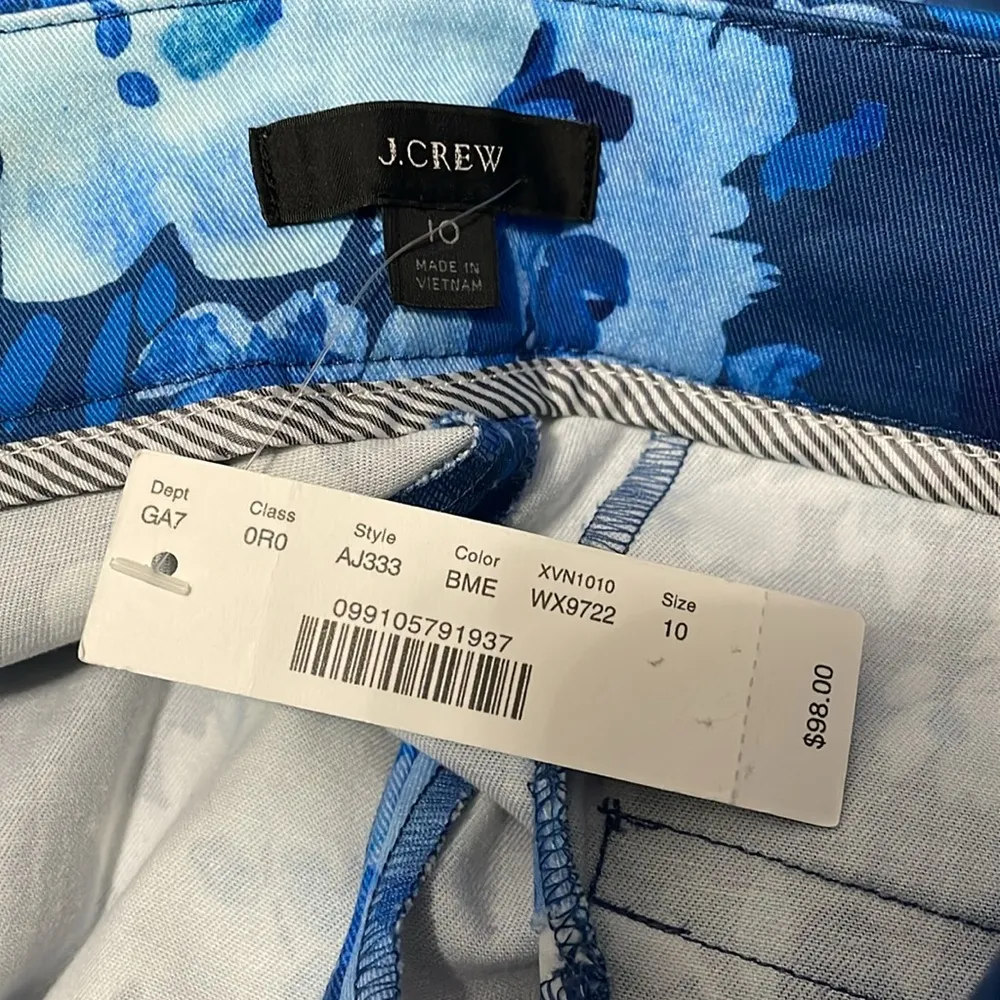 J.CREW
10
MADE IN
VIETNAM
Dept Class Style Color XVN1010 Size
GA7 0R0 AJ333 BME WX9722 10
099105791937
$98.00